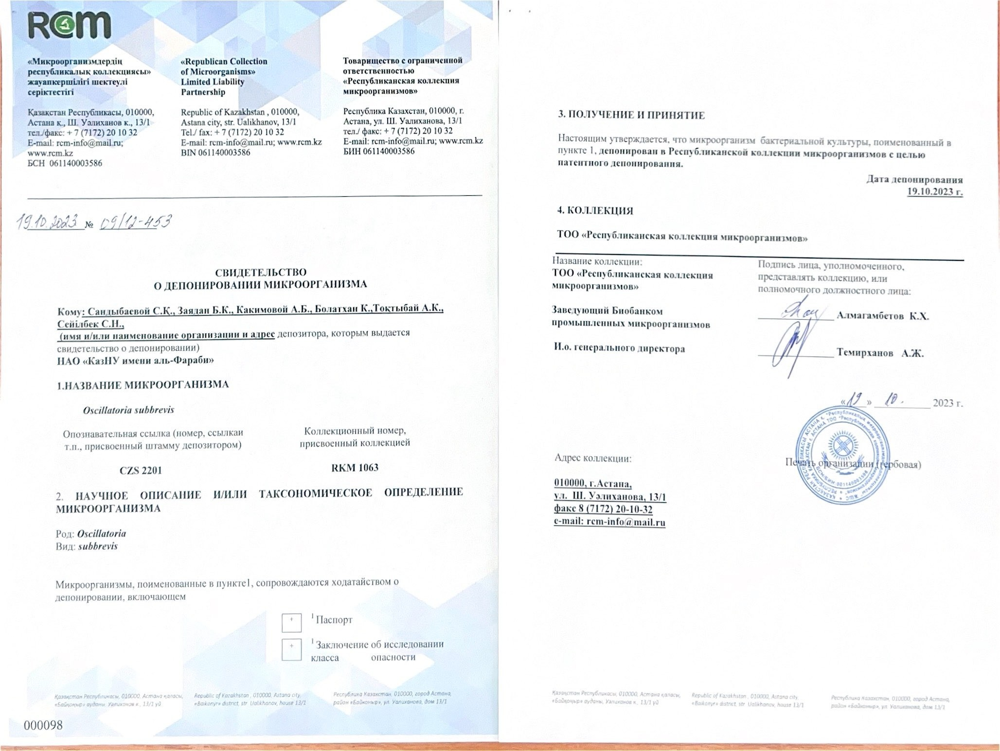 RCM
«Микроорганизмдердің
республикалық коллекциясы»
жауапкершілігі шектеулі
серіктестігі
Қазақстан Республикасы, 010000,
Астана қ., Ш. Уәлиханов к., 13/1
тел./факс: + 7 (7172) 20 10 32
E-mail: rcm-info@mail.ru;
www.rcm.kz
БСН 061140003586
«Republican Collection
of Microorganisms»
Limited Liability
Partnership
Republic of Kazakhstan , 010000,
Astana city, str. Ualikhanov, 13/1
Tel./ fax: + 7 (7172) 20 10 32
E-mail: rcm-info@mail.ru; www.rcm.kz
BIN 061140003586
Товарищество с ограниченной
ответственностью
«Республиканская коллекция
микроорганизмов»
Республика Казахстан, 010000, г.
Астана, ул. Ш. Уалиханова, 13/1
тел./ факс: + 7 (7172) 20 10 32
E-mail: rcm-info@mail.ru; www.rcm.kz
БИН 061140003586
19.10.2023 № 09/12-453
СВИДЕТЕЛЬСТВО
О ДЕПОНИРОВАНИИ МИКРООРГАНИЗМА
Кому: Сандыбаевой С.Қ., Заядан Б.К., Какимовой А.Б., Болатхан К.,Тоқтыбай А.К.,
Сейілбек С.Н.,
(имя и/или наименование организации и адрес депозитора, которым выдается
свидетельство о депонировании)
НАО «КазНУ имени аль-Фараби»
1.НАЗВАНИЕ МИКРООРГАНИЗМА
Oscillatoria subbrevis
Опознавательная ссылка (номер, ссылкаи
т.п., присвоенный штамму депозитором)
Коллекционный номер,
присвоенный коллекцией
CZS 2201
RKM 1063
2. НАУЧНОЕ ОПИСАНИЕ И/ИЛИ ТАКСОНОМИЧЕСКОЕ ОПРЕДЕЛЕНИЕ
МИКРООРГАНИЗМА
Род: Oscillatoria
Вид: subbrevis
Микроорганизмы, поименованные в пункте1, сопровождаются ходатайством о
депонировании, включающем
+ 1 Паспорт
+ 1 Заключение об исследовании
класса опасности
Қазақстан Республикасы, 010000, Астана қаласы,
«Байқоңыр» ауданы, Уәлиханов к., 13/1 үй
Republic of Kazakhstan , 010000, Astana city,
«Baikonyr» district, str. Ualikhanov, house 13/1
Республика Казахстан, 010000, город Астана,
район «Байконыр», ул. Уалиханова, дом 13/1
000098
3. ПОЛУЧЕНИЕ И ПРИНЯТИЕ
Настоящим утверждается, что микроорганизм бактериальной культуры, поименованный в
пункте 1, депонирован в Республиканской коллекции микроорганизмов с целью
патентного депонирования.
Дата депонирования
19.10.2023 г.
4. КОЛЛЕКЦИЯ
ТОО «Республиканская коллекция микроорганизмов»
Название коллекции:
ТОО «Республиканская коллекция
микроорганизмов»
Подпись лица, уполномоченного,
представлять коллекцию, или
полномочного должностного лица:
Заведующий Биобанком
промышленных микроорганизмов
Алмагамбетов К.Х.
И.о. генерального директора
Темирханов А.Ж.
«19» 10. 2023 г.
Печать организации (гербовая)
Адрес коллекции:
010000, г.Астана,
ул. Ш. Уәлиханова, 13/1
факс 8 (7172) 20-10-32
e-mail: rcm-info@mail.ru
Қазақстан Республикасы, 010000, Астана қаласы,
«Байқоңыр» ауданы, Уәлиханов к., 13/1 үй
Republic of Kazakhstan , 010000, Astana city,
«Baikonyr» district, str. Ualikhanov, house 13/1
Республика Казахстан, 010000, город Астана,
район «Байконыр», ул. Уалиханова, дом 13/1